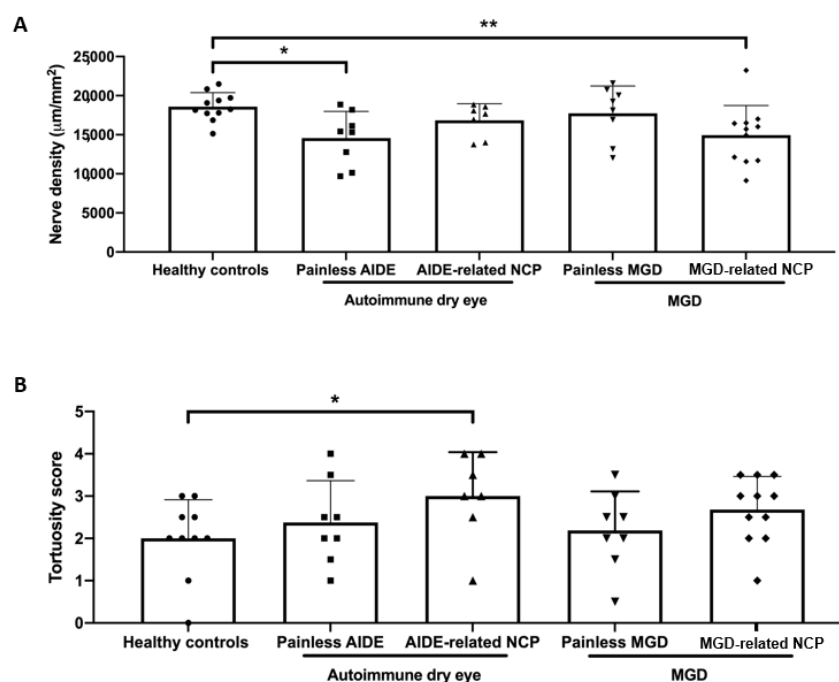 A
**
*
Nerve density (μm/mm²)
25000
20000
15000
10000
5000
0
Healthy controls
Painless AIDE
AIDE-related NCP
Painless MGD
MGD-related NCP
Autoimmune dry eye
MGD
B
*
Tortuosity score
5
4
3
2
1
0
Healthy controls
Painless AIDE
AIDE-related NCP
Painless MGD
MGD-related NCP
Autoimmune dry eye
MGD